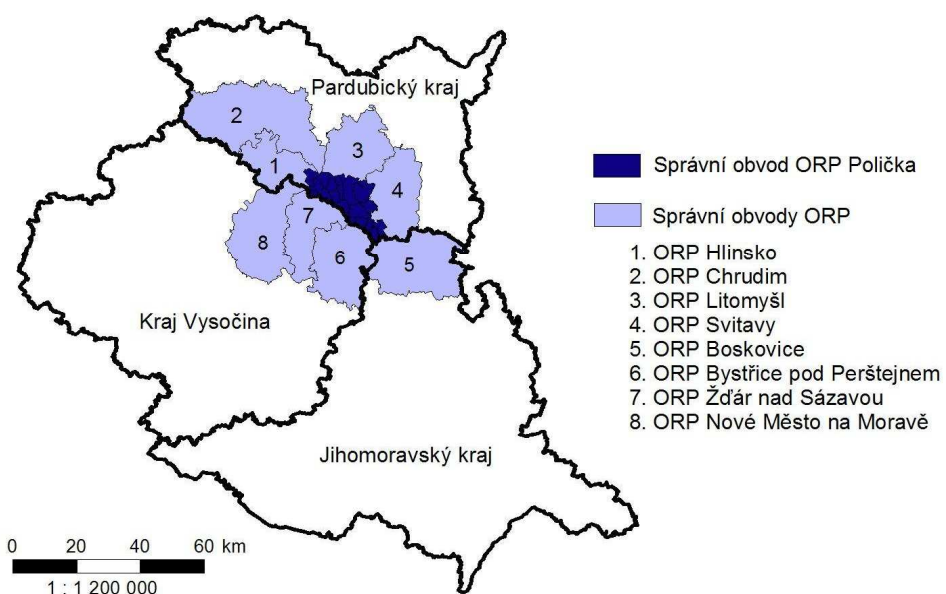 Pardubický kraj
2
1
3
4
7
8
6
5
Kraj Vysočina
Jihomoravský kraj
0 20 40 60 km
1 : 1 200 000
Správní obvod ORP Polička
Správní obvody ORP
1. ORP Hlinsko
2. ORP Chrudim
3. ORP Litomyšl
4. ORP Svitavy
5. ORP Boskovice
6. ORP Bystřice pod Perštejnem
7. ORP Žďár nad Sázavou
8. ORP Nové Město na Moravě